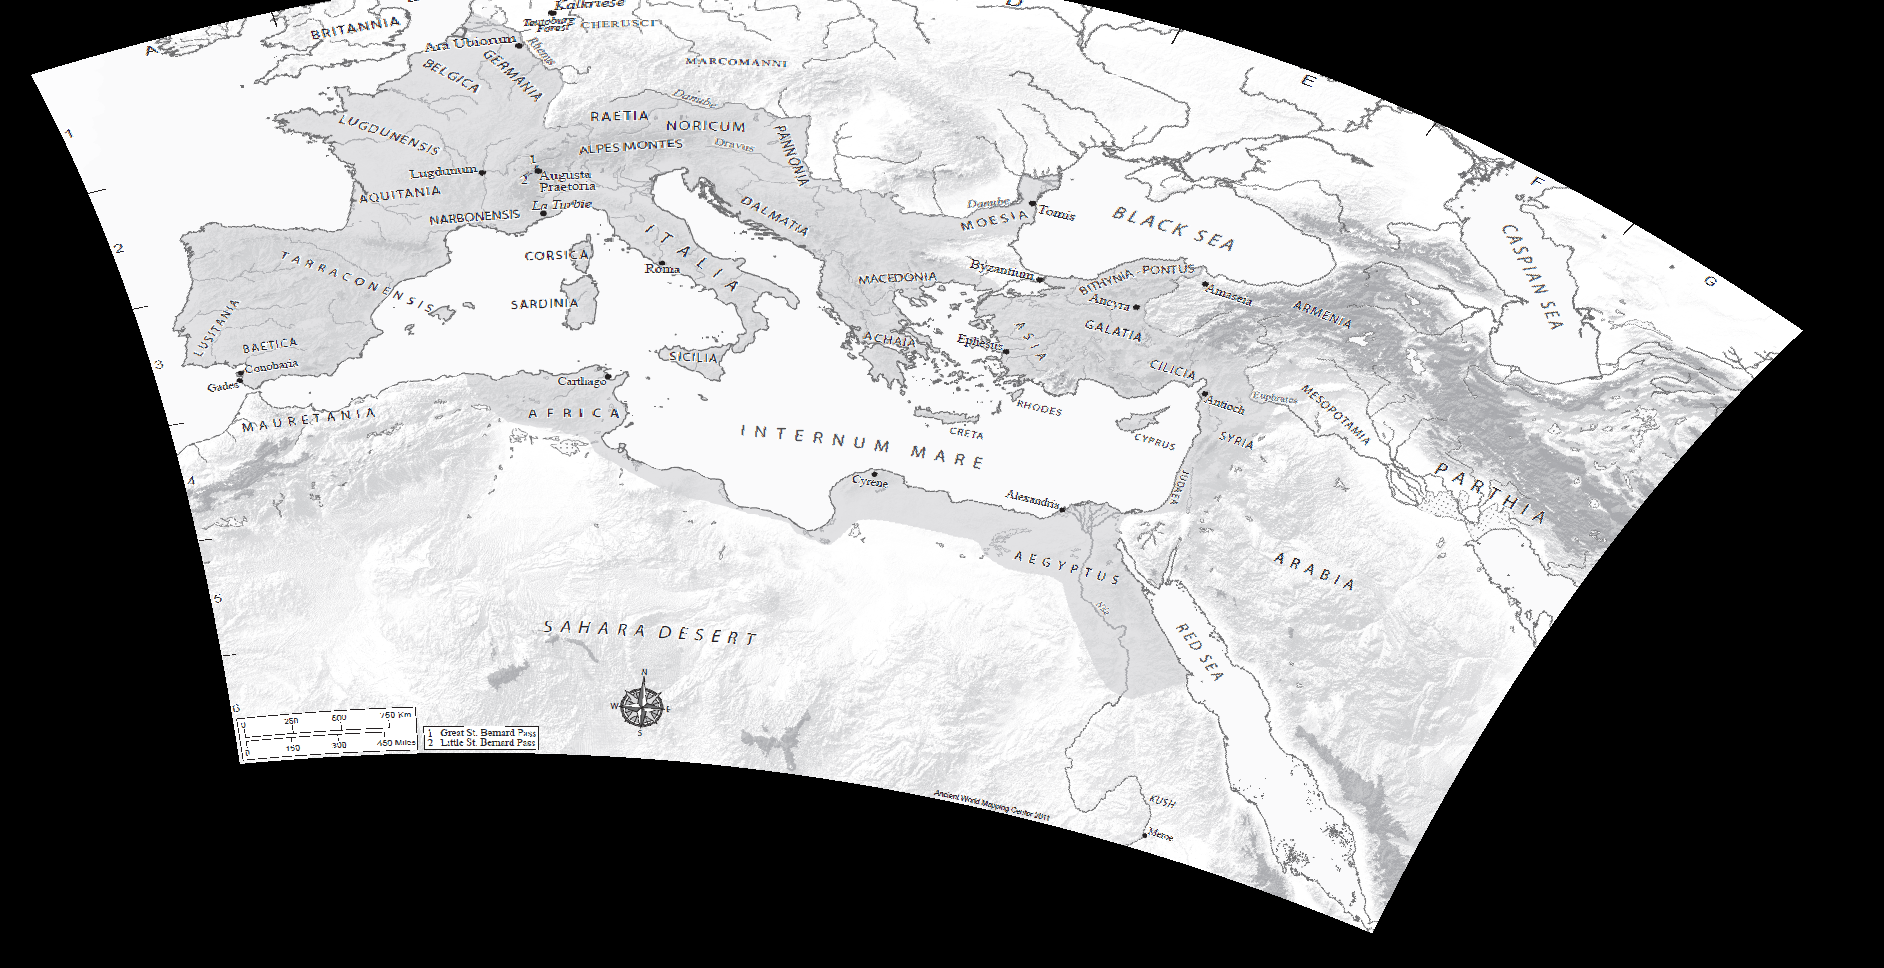 A
D
E
F
G
1
2
3
4
5
6
BRITANNIA
Kalkriese
Teutoburg
Forest
CHERUSCI
Ara Ubiorum
Rhenus
GERMANIA
BELGICA
MARCOMANNI
Danube
RAETIA
NORICUM
PANNONIA
LUGDUNENSIS
ALPES MONTES
Dravus
1
2
Lugdunum
Augusta
Praetoria
AQUITANIA
La Turbie
NARBONENSIS
DALMATIA
Danube
MOESIA
Tomis
BLACK SEA
CASPIAN SEA
ITALIA
CORSICA
Roma
TARRACONENSIS
SARDINIA
MACEDONIA
Byzantium
BITHYNIA - PONTUS
Amaseia
Ancyra
ARMENIA
GALATIA
ASIA
LUSITANIA
BAETICA
ACHAIA
Ephesus
SICILIA
CILICIA
Conobaria
Gades
Carthago
MAURETANIA
AFRICA
RHODES
Antioch
Euphrates
MESOPOTAMIA
CRETA
CYPRUS
SYRIA
INTERNUM MARE
PARTHIA
Cyrene
IUDAEA
Alexandria
AEGYPTUS
ARABIA
Nile
SAHARA DESERT
RED SEA
N
W
E
S
0 250 500 750 Km
0 150 300 450 Miles
1 Great St. Bernard Pass
2 Little St. Bernard Pass
KUSH
Meroe
Ancient World Mapping Center 2011